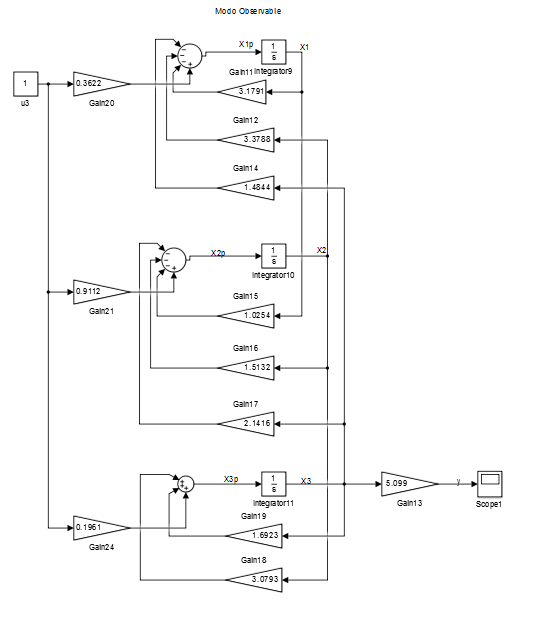 Modo Observable
X1p
1
s
X1
Gain11
Integrator9
1
u3
0.3622
Gain20
3.1791
Gain12
3.3788
Gain14
1.4844
X2p
1
s
X2
Integrator10
0.9112
Gain21
Gain15
1.0254
Gain16
1.5132
Gain17
2.1416
X3p
1
s
X3
Integrator11
5.099
Gain13
y
Scope1
Gain19
0.1961
Gain24
1.6923
Gain18
3.0793